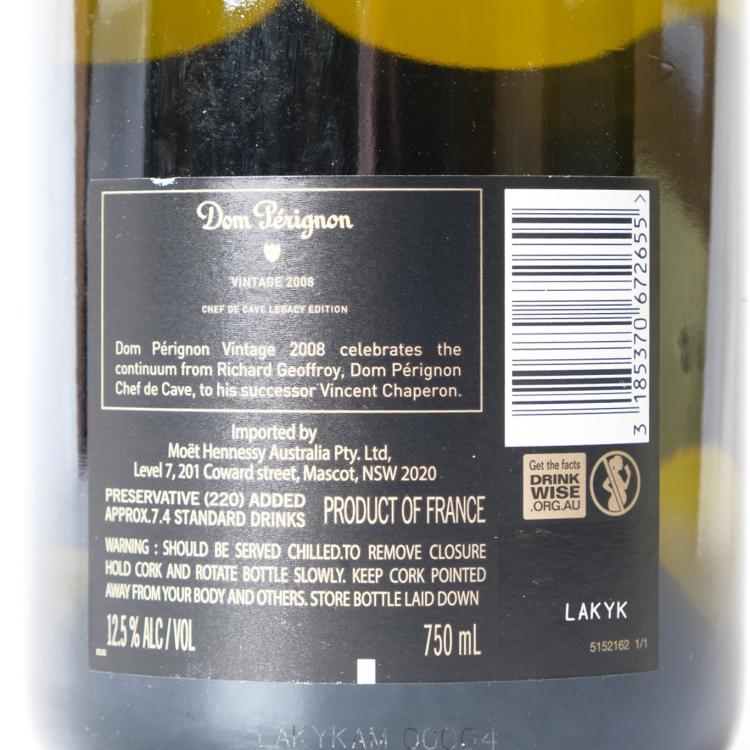 Dom Pérignon
VINTAGE 2008
CHEF DE CAVE LEGACY EDITION
Dom Pérignon Vintage 2008 celebrates the
continuum from Richard Geoffroy, Dom Pérignon
Chef de Cave, to his successor Vincent Chaperon.
Imported by
Moët Hennessy Australia Pty. Ltd,
Level 7, 201 Coward street, Mascot, NSW 2020
PRESERVATIVE (220) ADDED
APPROX.7.4 STANDARD DRINKS
PRODUCT OF FRANCE
WARNING : SHOULD BE SERVED CHILLED.TO REMOVE CLOSURE
HOLD CORK AND ROTATE BOTTLE SLOWLY. KEEP CORK POINTED
AWAY FROM YOUR BODY AND OTHERS. STORE BOTTLE LAID DOWN
12.5 % ALC/VOL
750 mL
3 185370 672655 >
Get the facts
DRINK
WISE
.ORG.AU
LAKYK
5152162 1/1
LAKYKAM 00004